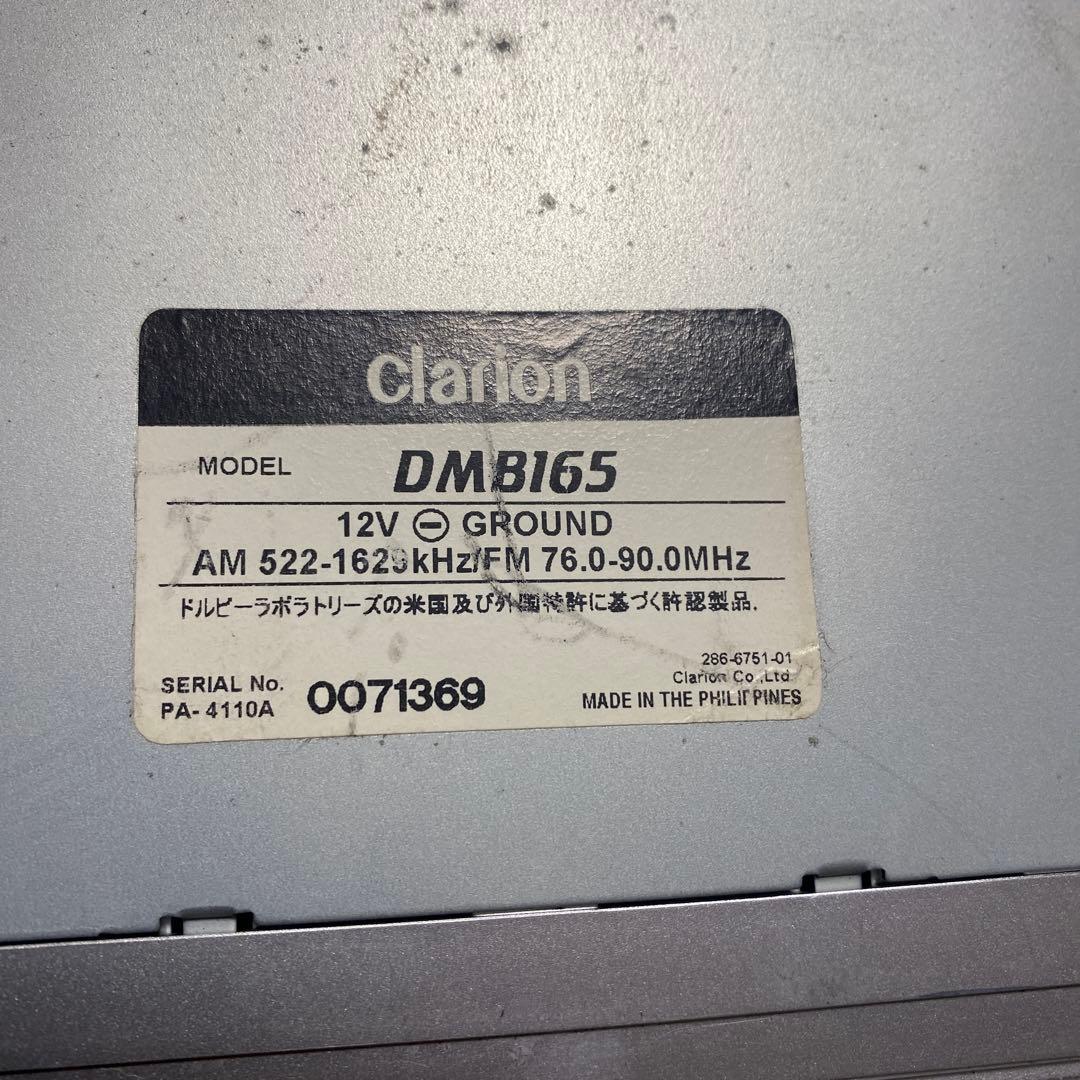 clarion
MODEL DMB165
12V ⊖ GROUND
AM 522-1629kHz/FM 76.0-90.0MHz
ドルビーラボラトリーズの米国及び外国特許に基づく許認製品.
286-6751-01
Clarion Co.,Ltd.
SERIAL No.
PA-4110A 0071369
MADE IN THE PHILIPPINES